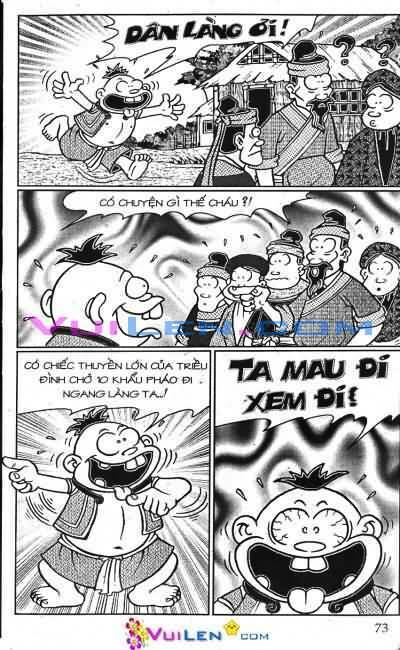 DÂN LÀNG ƠI!
? ?
CÓ CHUYỆN GÌ THẾ CHÁU?!
VUILEN.COM
CÓ CHIẾC THUYỀN LỚN CỦA TRIỀU
ĐÌNH CHỞ 10 KHẨU PHÁO ĐI
NGANG LÀNG TA..!
TA MAU ĐI
XEM ĐI!
73
VUILEN.COM